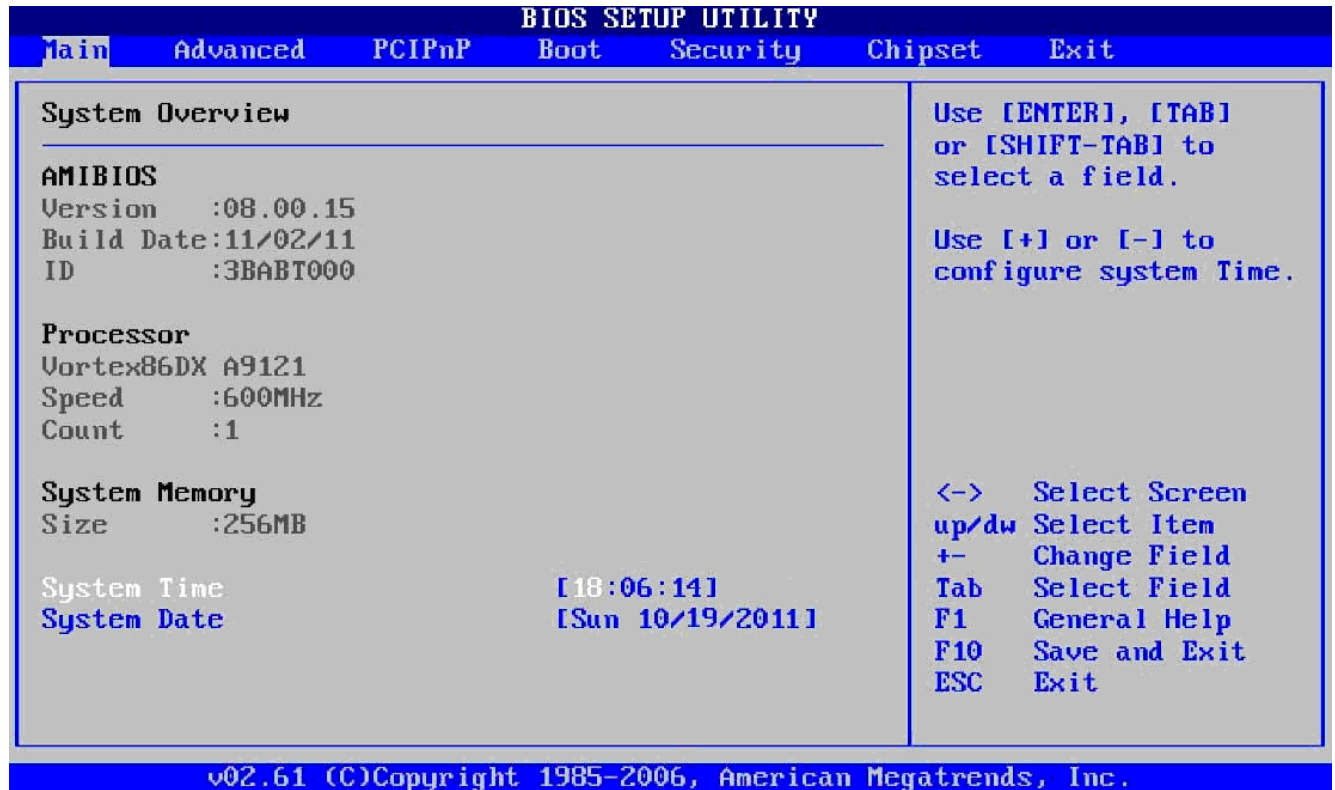 BIOS SETUP UTILITY
Main Advanced PCIPnP Boot Security Chipset Exit
System Overview
AMIBIOS
Version :08.00.15
Build Date:11/02/11
ID :3BABT000
Processor
Vortex86DX A9121
Speed :600MHz
Count :1
System Memory
Size :256MB
System Time [18:06:14]
System Date [Sun 10/19/2011]
Use [ENTER], [TAB]
or [SHIFT-TAB] to
select a field.
Use [+] or [-] to
configure system Time.
<-> Select Screen
up/dw Select Item
+- Change Field
Tab Select Field
F1 General Help
F10 Save and Exit
ESC Exit
v02.61 (C)Copyright 1985-2006, American Megatrends, Inc.